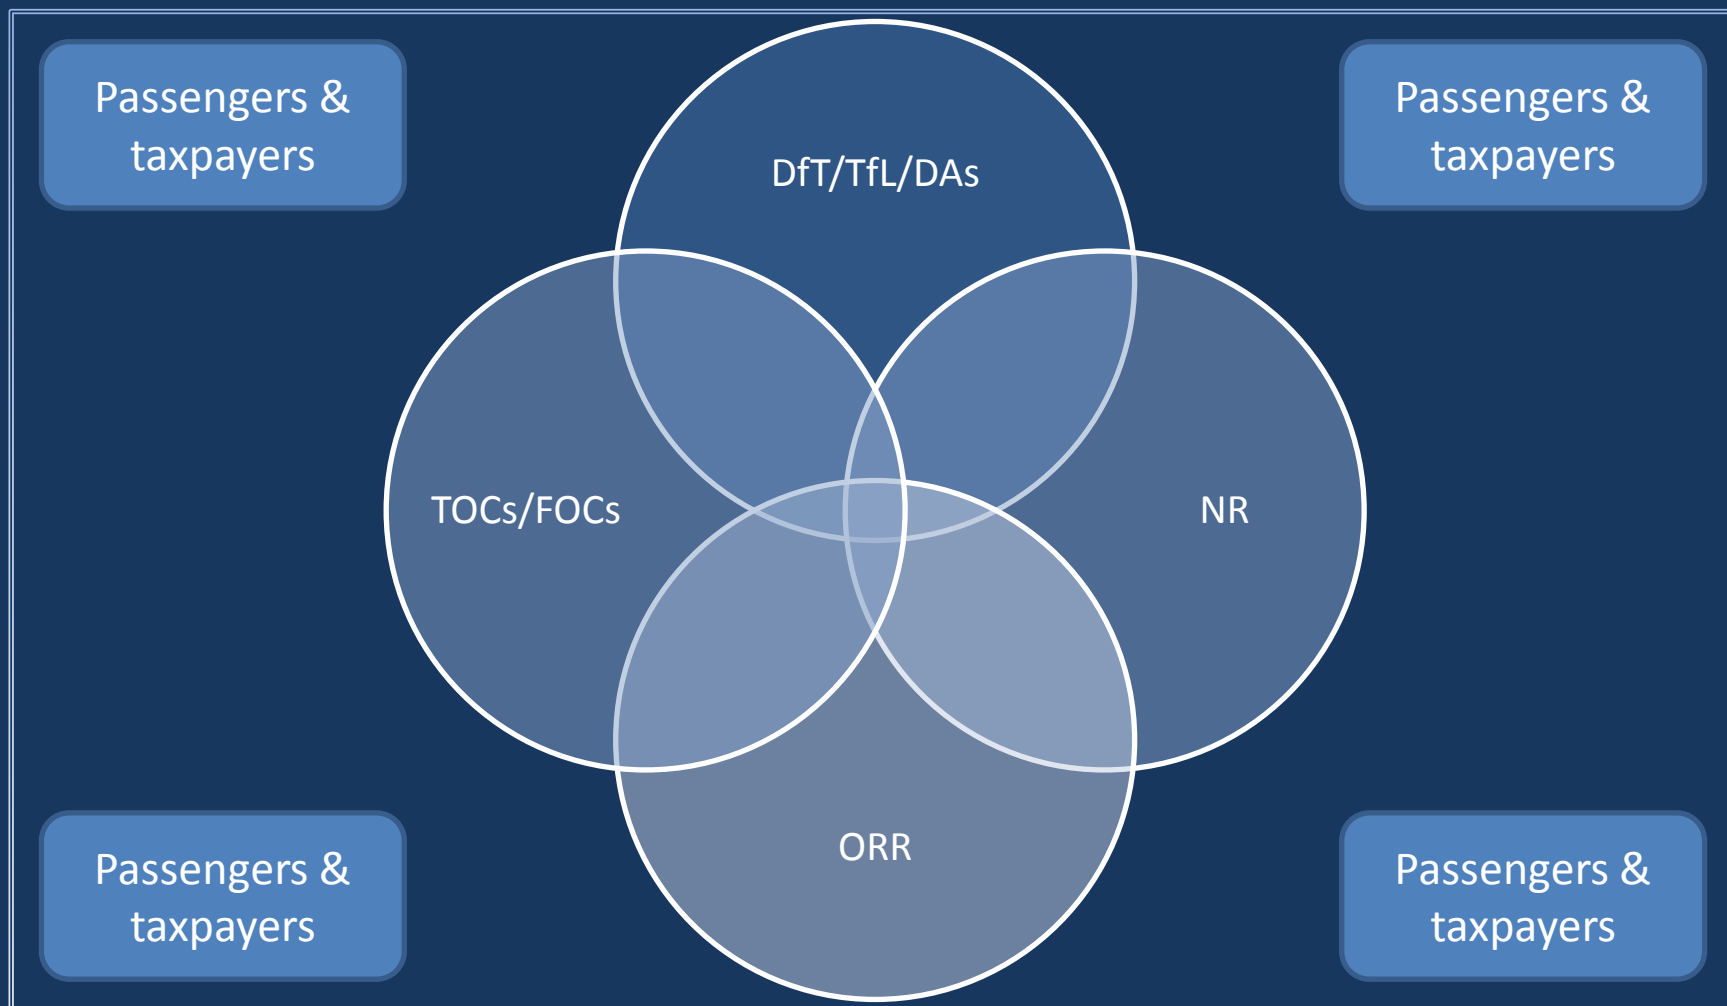 Passengers &
taxpayers
Passengers &
taxpayers
DfT/TfL/DAs
TOCs/FOCs
NR
ORR
Passengers &
taxpayers
Passengers &
taxpayers